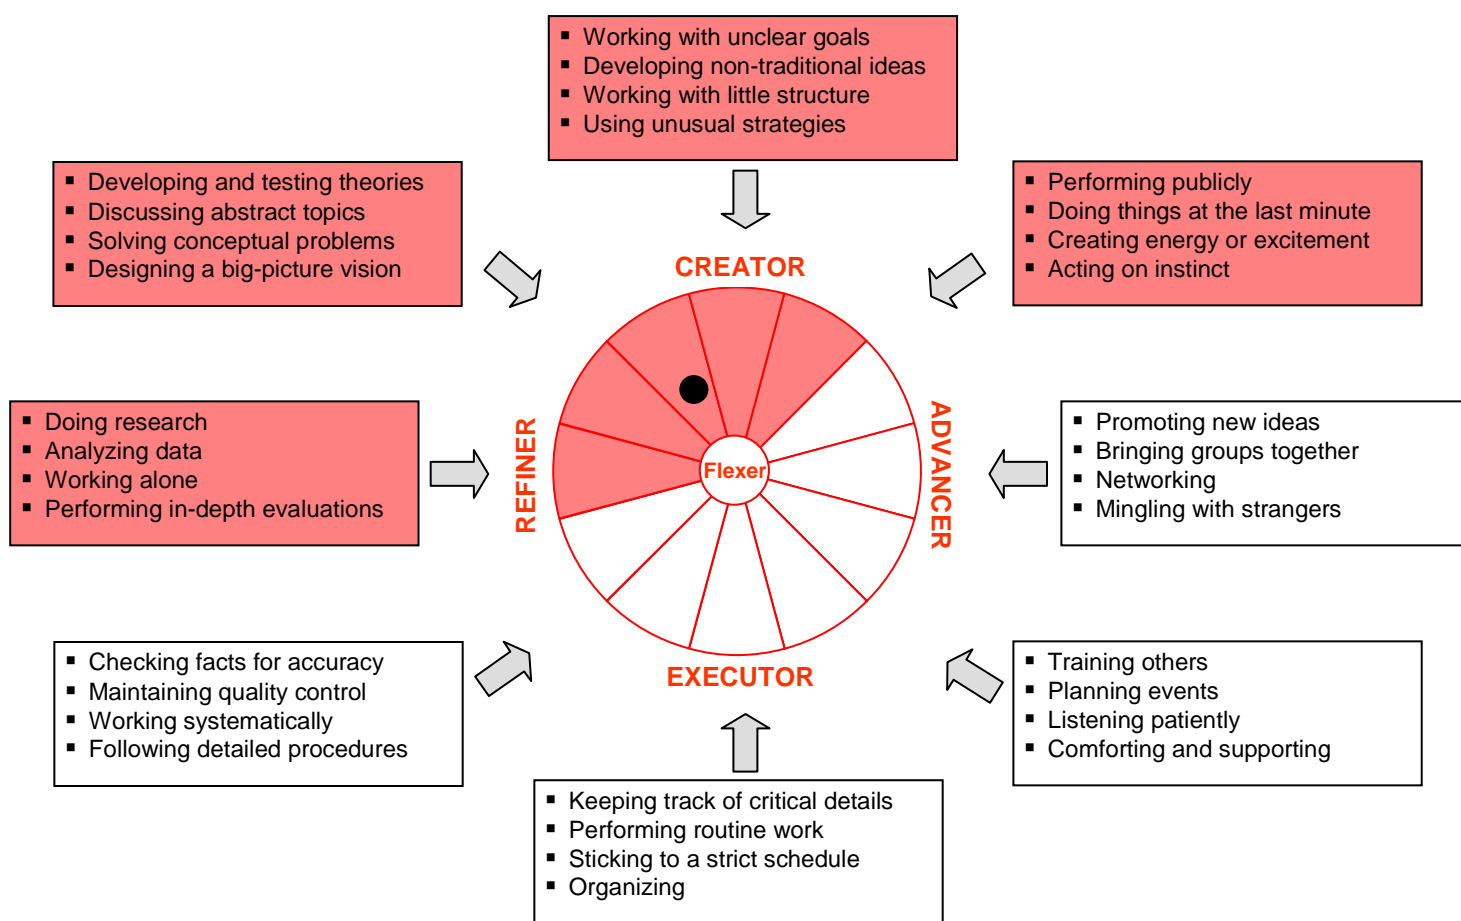 ▪ Working with unclear goals
▪ Developing non-traditional ideas
▪ Working with little structure
▪ Using unusual strategies
▪ Developing and testing theories
▪ Discussing abstract topics
▪ Solving conceptual problems
▪ Designing a big-picture vision
▪ Performing publicly
▪ Doing things at the last minute
▪ Creating energy or excitement
▪ Acting on instinct
CREATOR
▪ Doing research
▪ Analyzing data
▪ Working alone
▪ Performing in-depth evaluations
REFINER
Flexer
ADVANCER
▪ Promoting new ideas
▪ Bringing groups together
▪ Networking
▪ Mingling with strangers
EXECUTOR
▪ Checking facts for accuracy
▪ Maintaining quality control
▪ Working systematically
▪ Following detailed procedures
▪ Training others
▪ Planning events
▪ Listening patiently
▪ Comforting and supporting
▪ Keeping track of critical details
▪ Performing routine work
▪ Sticking to a strict schedule
▪ Organizing